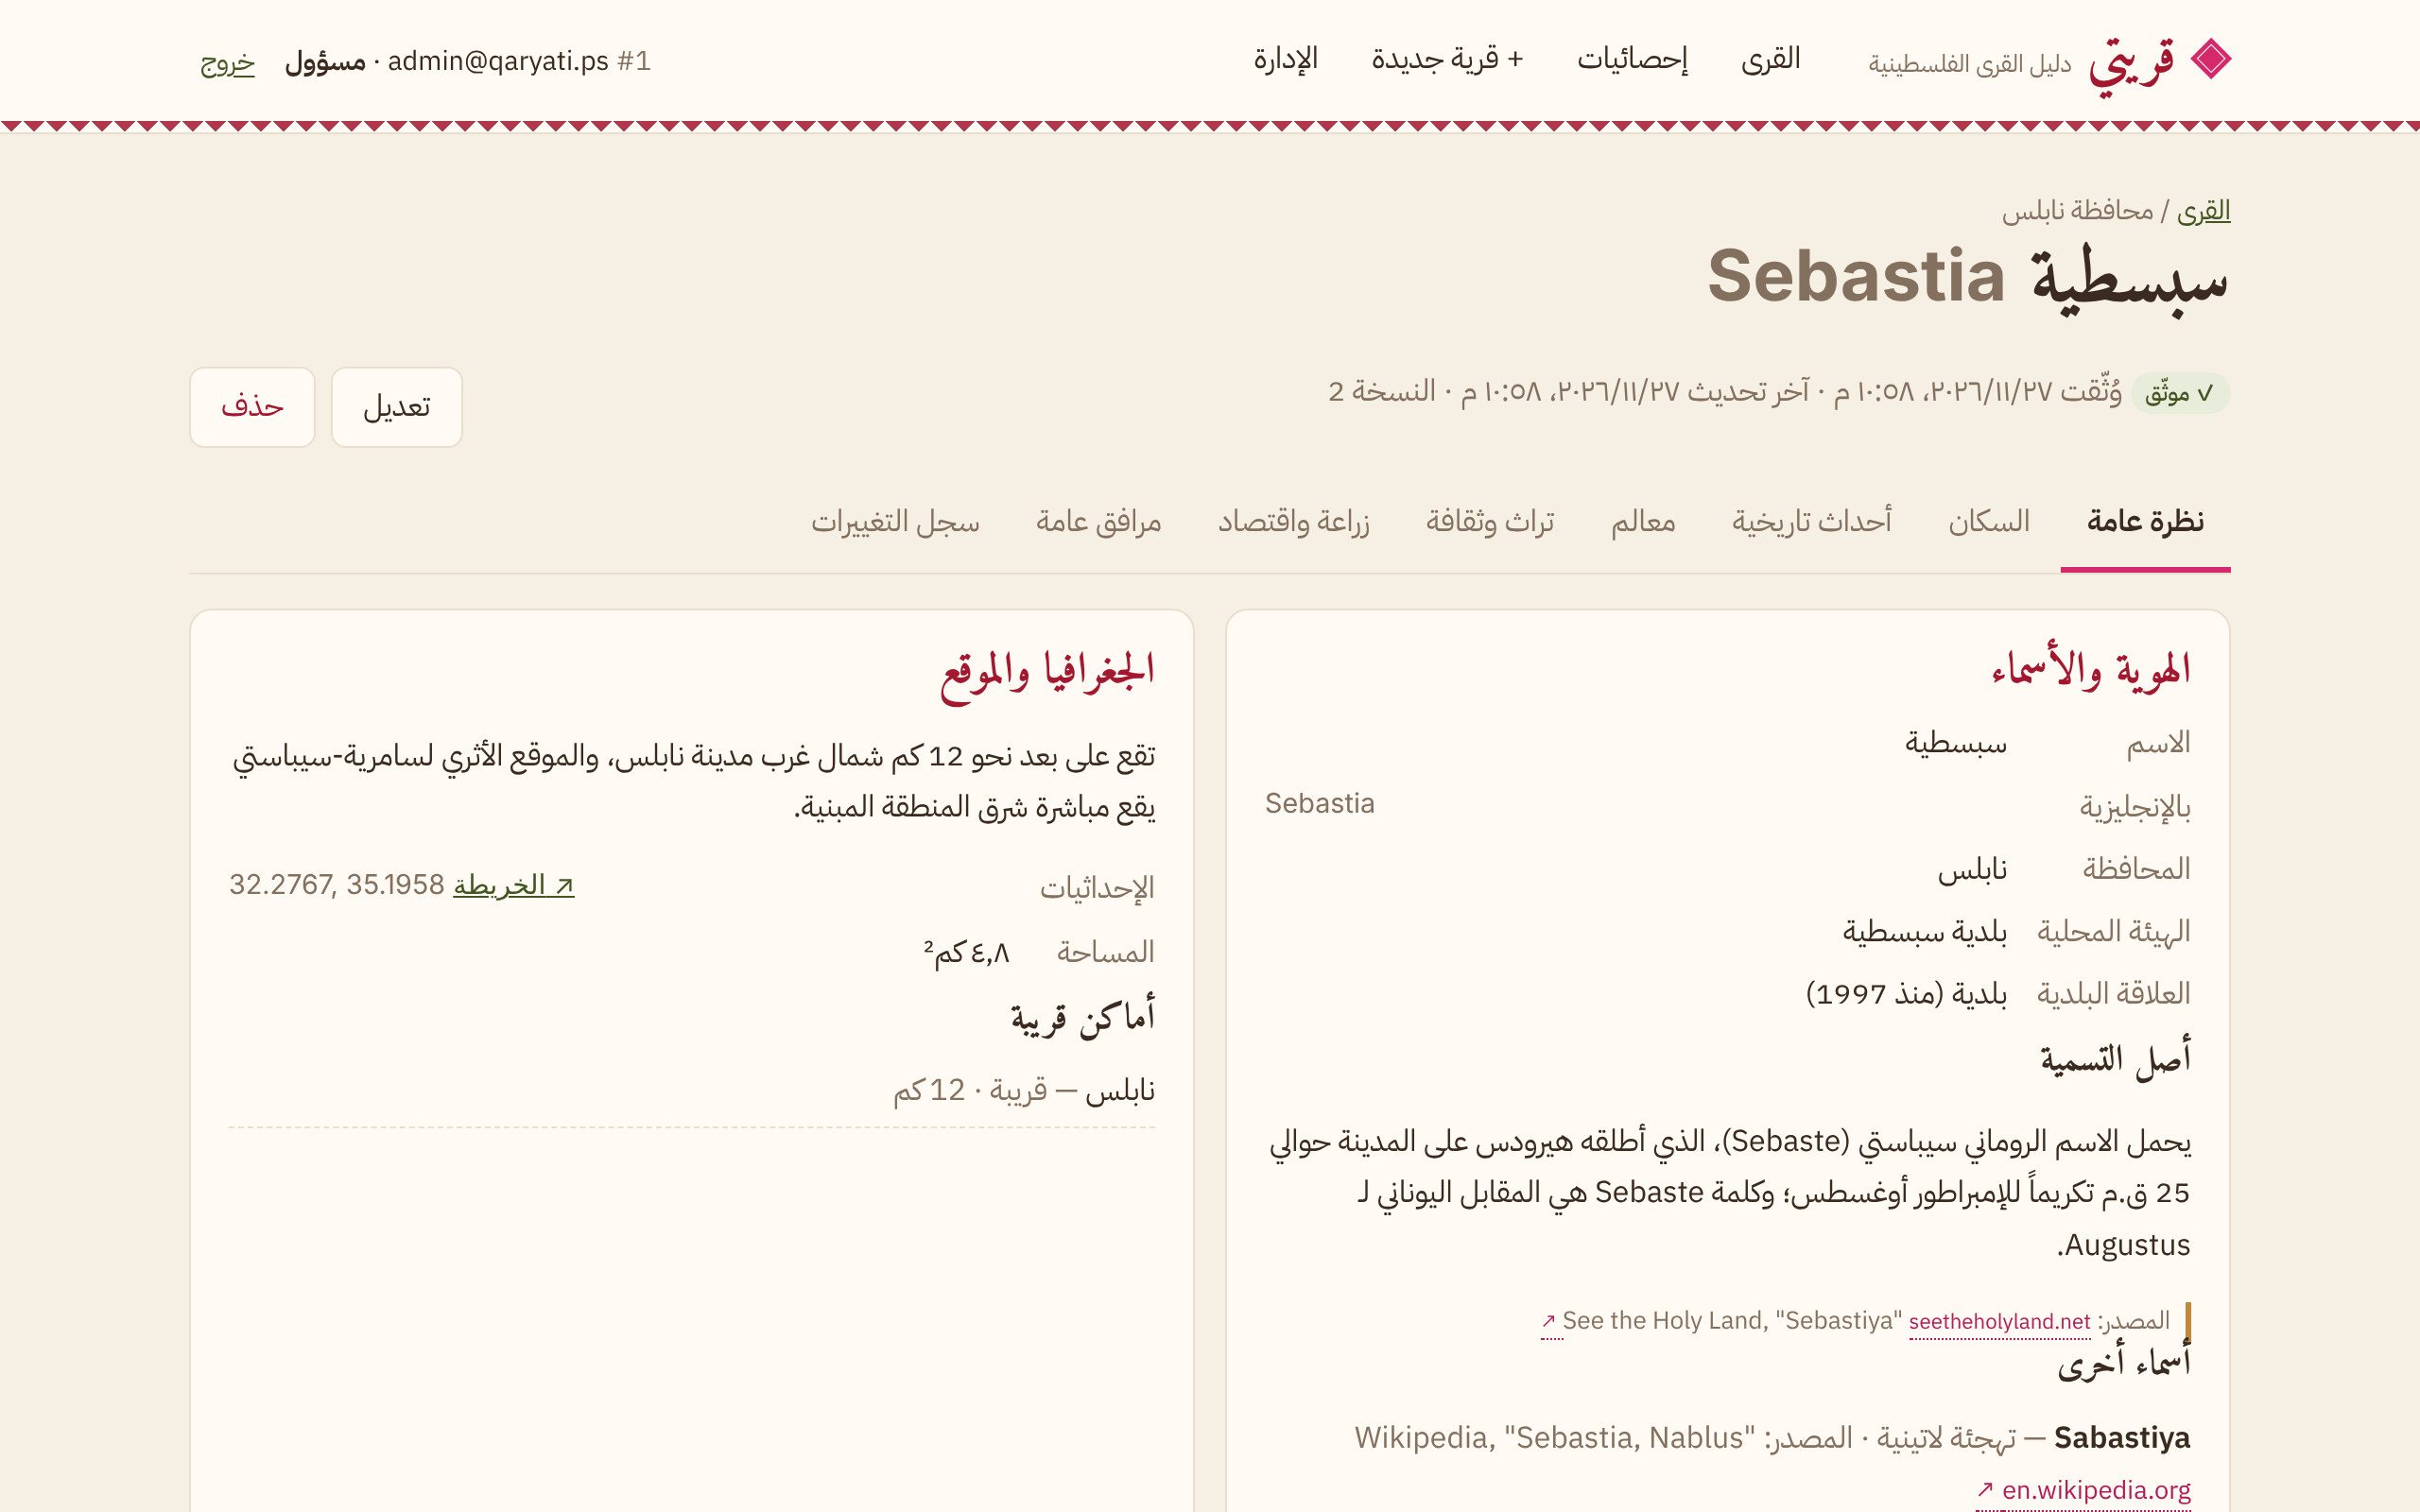 قريتي دليل القرى الفلسطينية القرى إحصائيات + قرية جديدة الإدارة admin@qaryati.ps #1 · مسؤول خروج
القرى / محافظة نابلس
سبسطية Sebastia
✓ موثّق وُثّقت ٢٠٢٦/١١/٢٧، ١٠:٥٨ م · آخر تحديث ٢٠٢٦/١١/٢٧، ١٠:٥٨ م · النسخة 2
تعديل حذف
نظرة عامة السكان أحداث تاريخية معالم تراث وثقافة زراعة واقتصاد مرافق عامة سجل التغييرات
الهوية والأسماء
الاسم سبسطية
بالإنجليزية Sebastia
المحافظة نابلس
الهيئة المحلية بلدية سبسطية
العلاقة البلدية بلدية (منذ 1997)
أصل التسمية
يحمل الاسم الروماني سيباستي (Sebaste)، الذي أطلقه هيرودس على المدينة حوالي
25 ق.م تكريماً للإمبراطور أوغسطس؛ وكلمة Sebaste هي المقابل اليوناني لـ
Augustus.
المصدر: See the Holy Land, "Sebastiya" seetheholyland.net ↗
أسماء أخرى
Sabastiya — تهجئة لاتينية · المصدر: Wikipedia, "Sebastia, Nablus"
en.wikipedia.org ↗
الجغرافيا والموقع
تقع على بعد نحو 12 كم شمال غرب مدينة نابلس، والموقع الأثري لسامرية-سيباستي
يقع مباشرة شرق المنطقة المبنية.
الإحداثيات 32.2767, 35.1958 الخريطة ↗
المساحة ٤,٨ كم²
أماكن قريبة
نابلس — قريبة · 12 كم